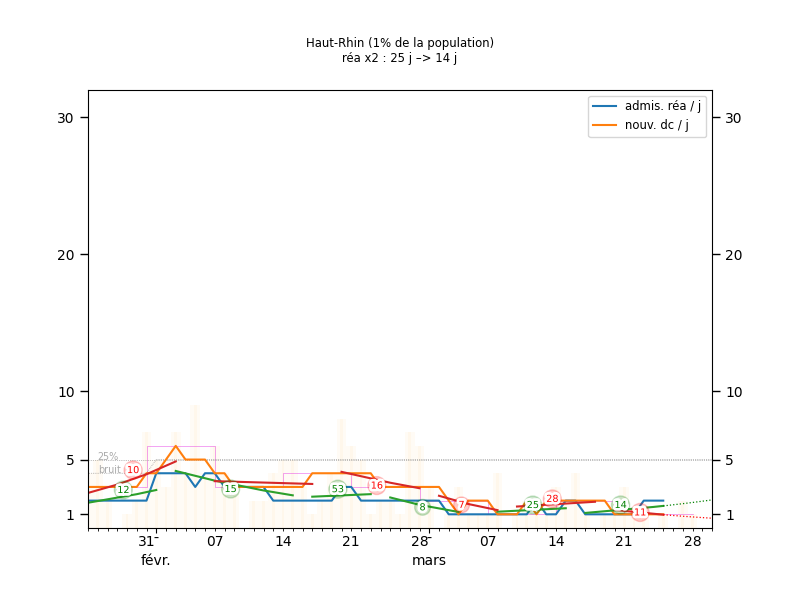 Haut-Rhin (1% de la population)
réa x2 : 25 j –> 14 j
admis. réa / j
nouv. dc / j
30 30
20 20
10 10
5 5
1 1
25%
bruit
10 12 15 53 16 8 7 25 28 14 11
31 07 14 21 28 07 14 21 28
févr. mars